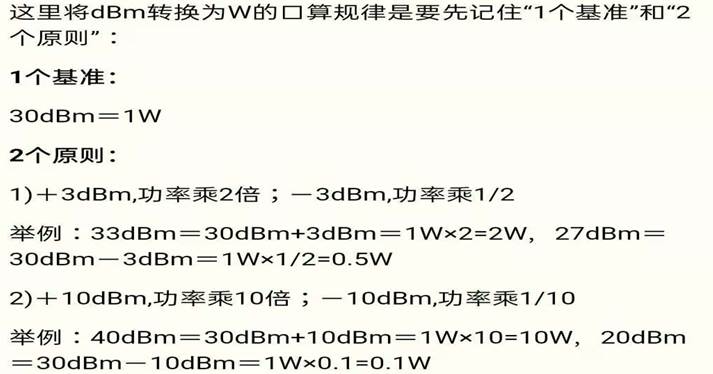 这里将dBm转换为W的口算规律是要先记住“1个基准”和“2
个原则”：
1个基准：
30dBm＝1W
2个原则：
1)＋3dBm,功率乘2倍；－3dBm,功率乘1/2
举例：33dBm＝30dBm+3dBm＝1W×2=2W，27dBm＝
30dBm－3dBm＝1W×1/2=0.5W
2)＋10dBm,功率乘10倍；－10dBm,功率乘1/10
举例：40dBm＝30dBm+10dBm＝1W×10=10W，20dBm
＝30dBm－10dBm＝1W×0.1=0.1W